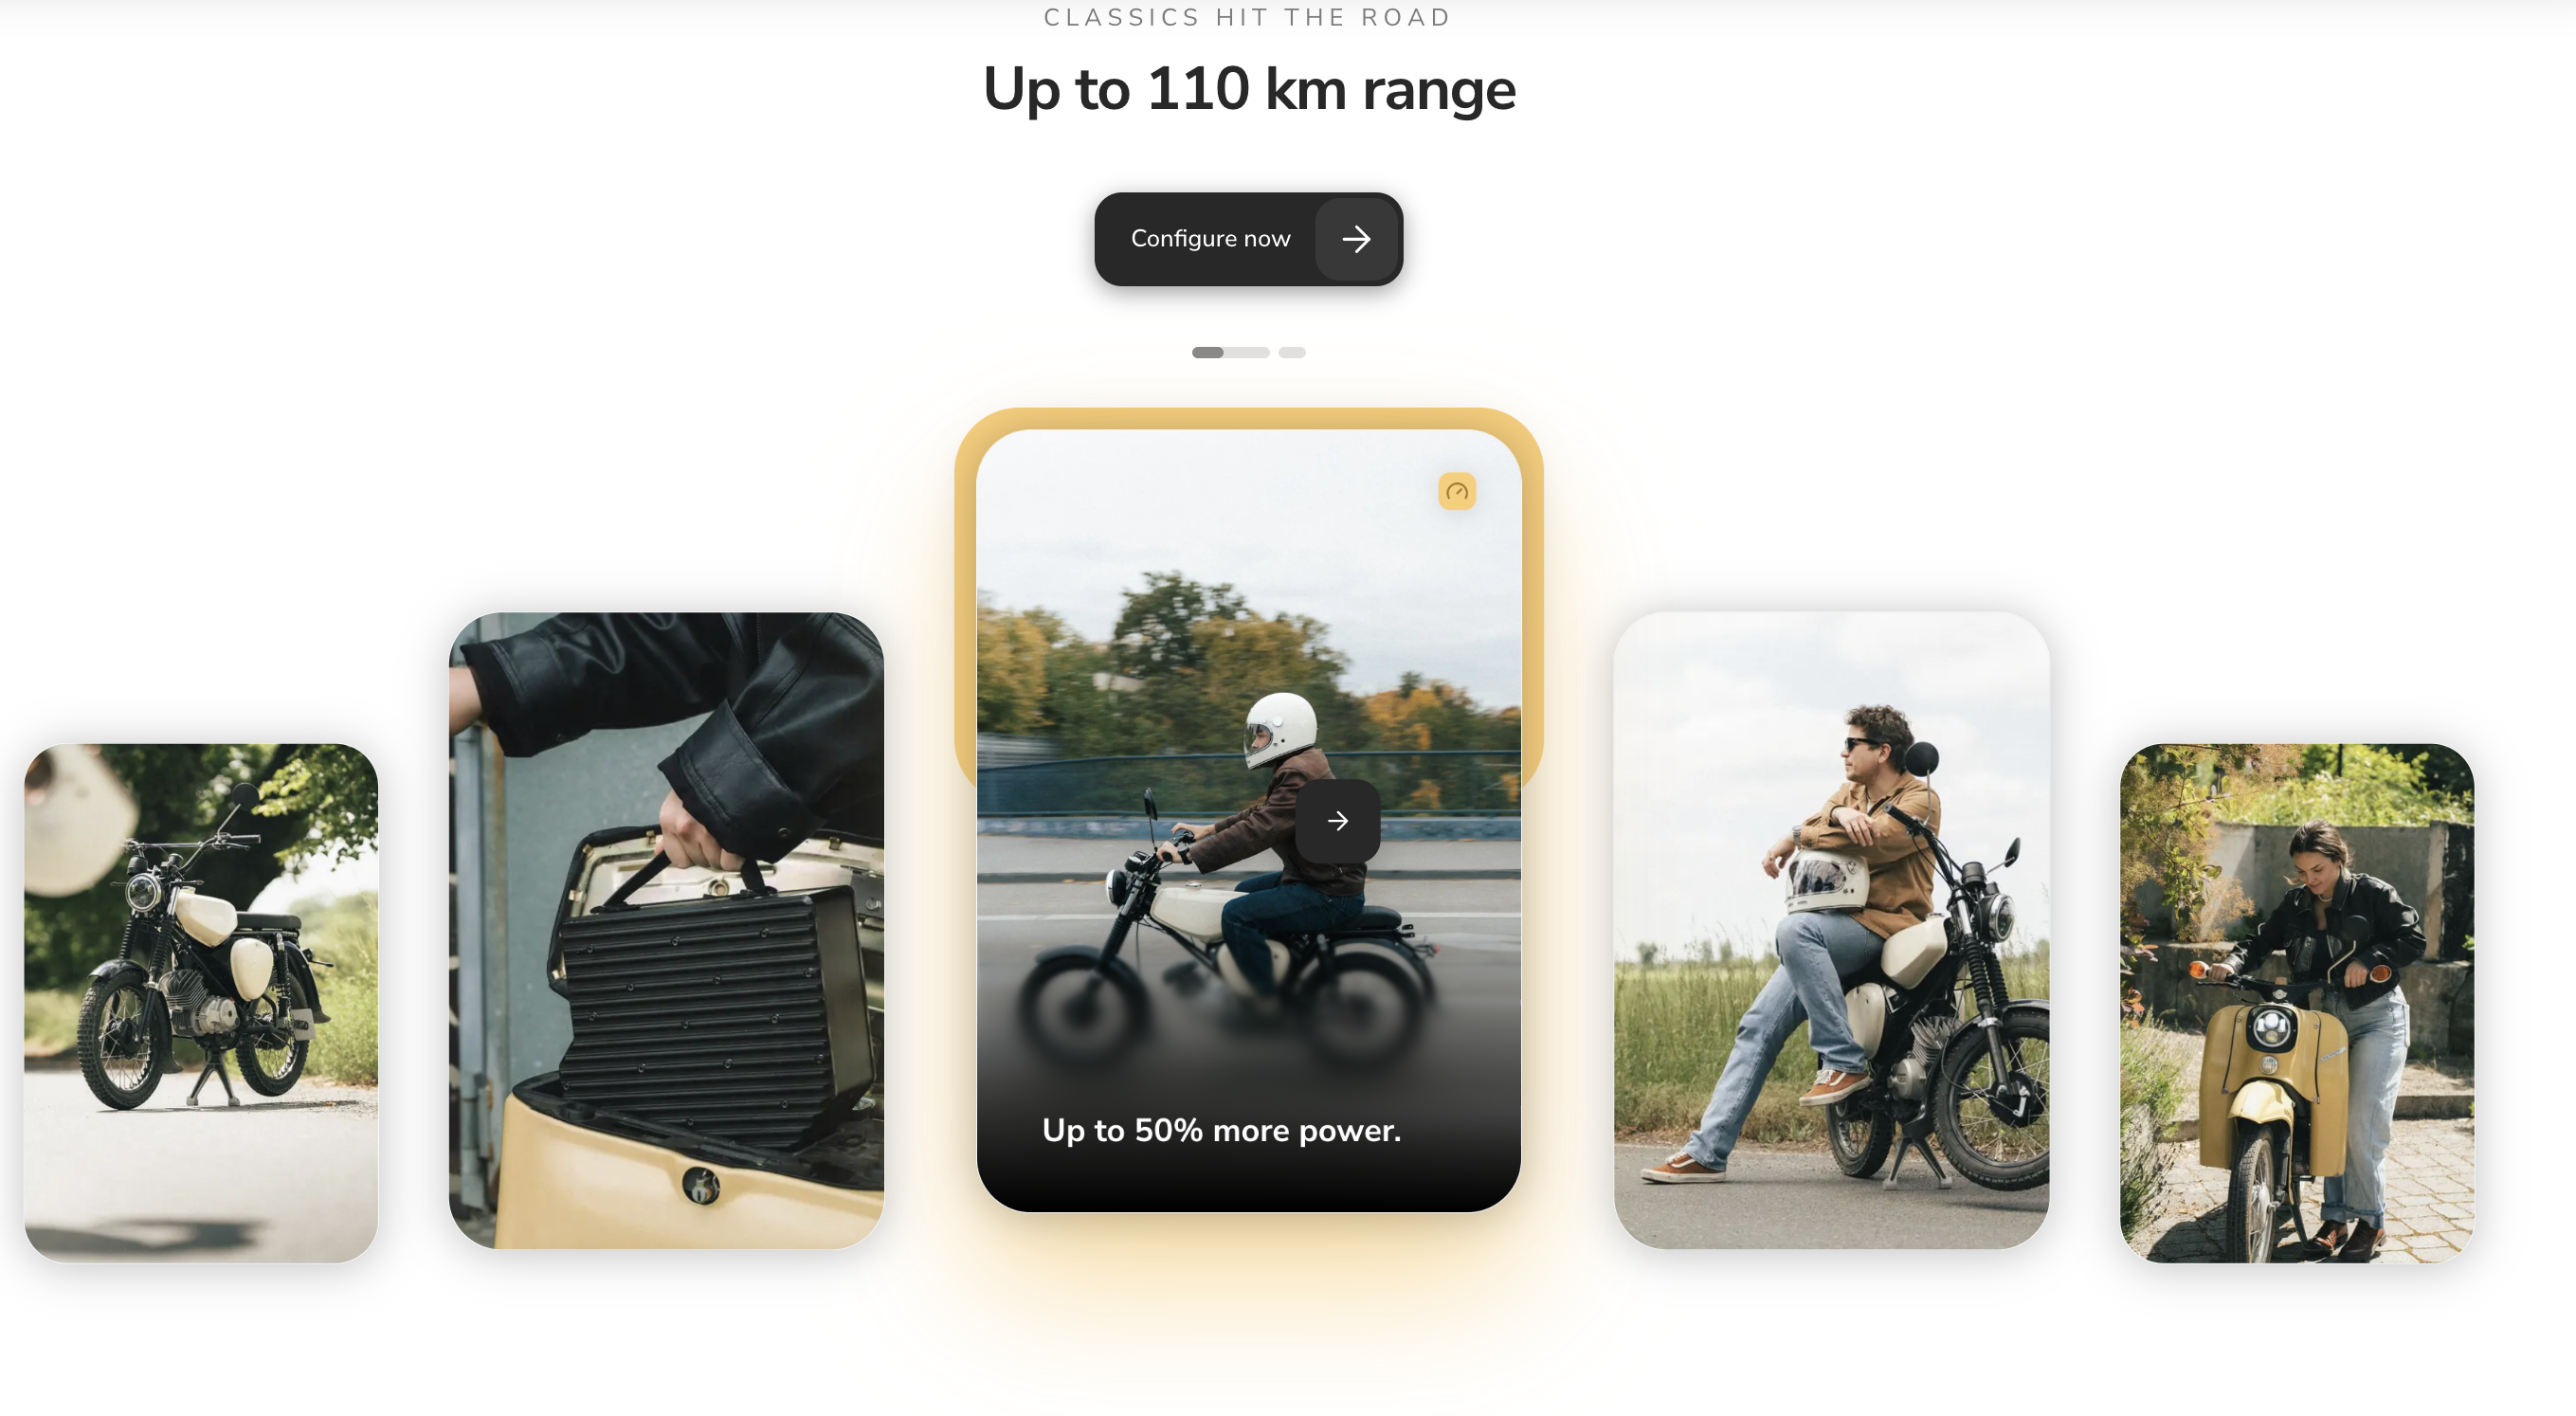 CLASSICS HIT THE ROAD
Up to 110 km range
Configure now
Up to 50% more power.